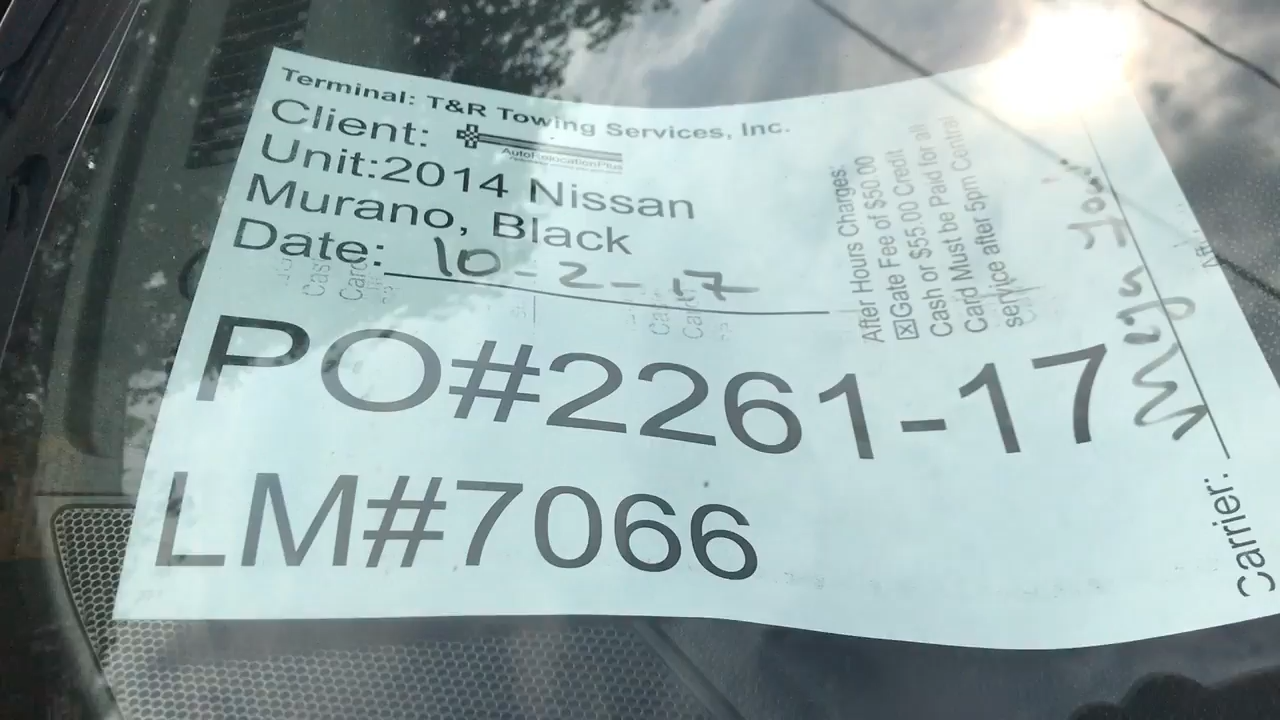 Terminal: T&R Towing Services, Inc.
Client: AutoRelocationPlus
Unit:2014 Nissan
Murano, Black
Date: 10-2-17
PO#2261-17
LM#7066
After Hours Charges:
☒Gate Fee of $50.00
Cash or $55.00 Credit
Card Must be Paid for all
service after 5pm Central
Carrier: